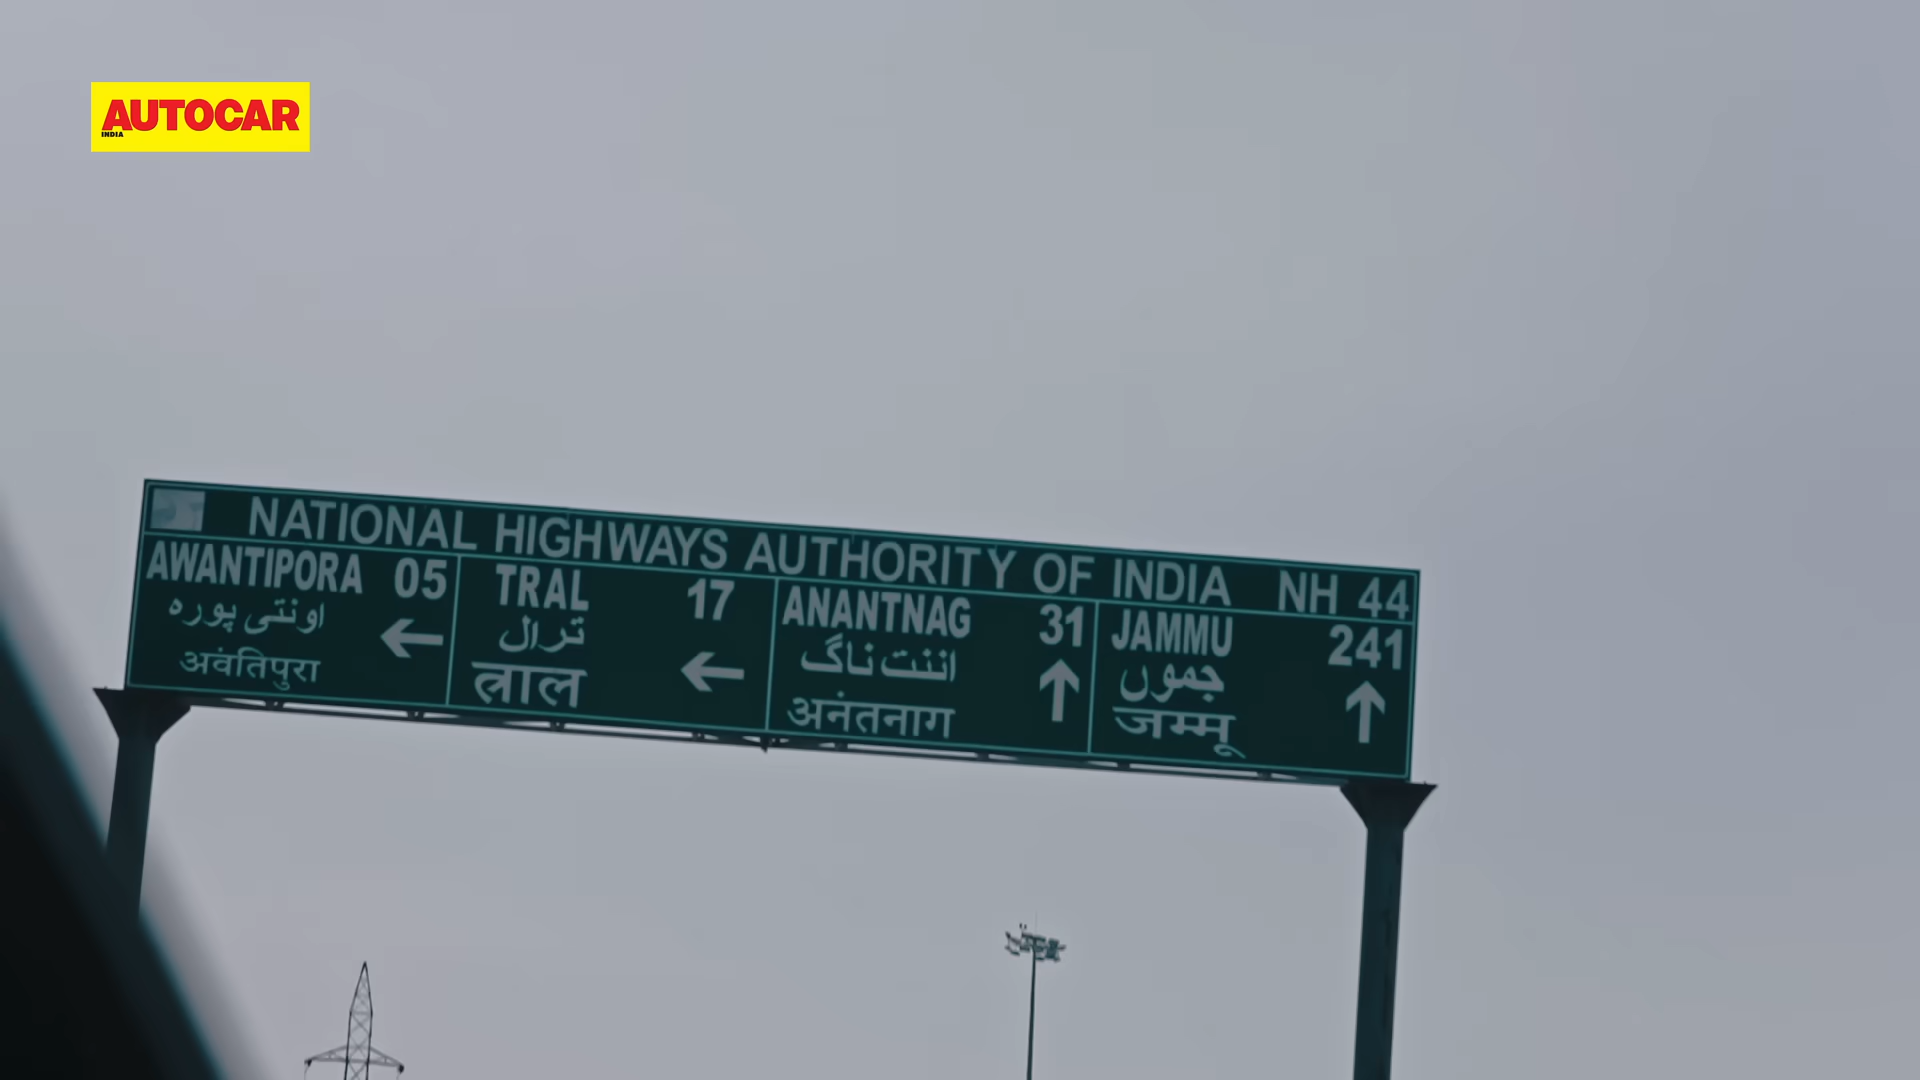 AUTOCAR
INDIA
NATIONAL HIGHWAYS AUTHORITY OF INDIA NH 44
AWANTIPORA 05
اونتی پورہ
←
अवंतिपुरा
TRAL 17
ترال
←
त्राल
ANANTNAG 31
اننت ناگ
↑
अनंतनाग
JAMMU 241
جموں
↑
जम्मू